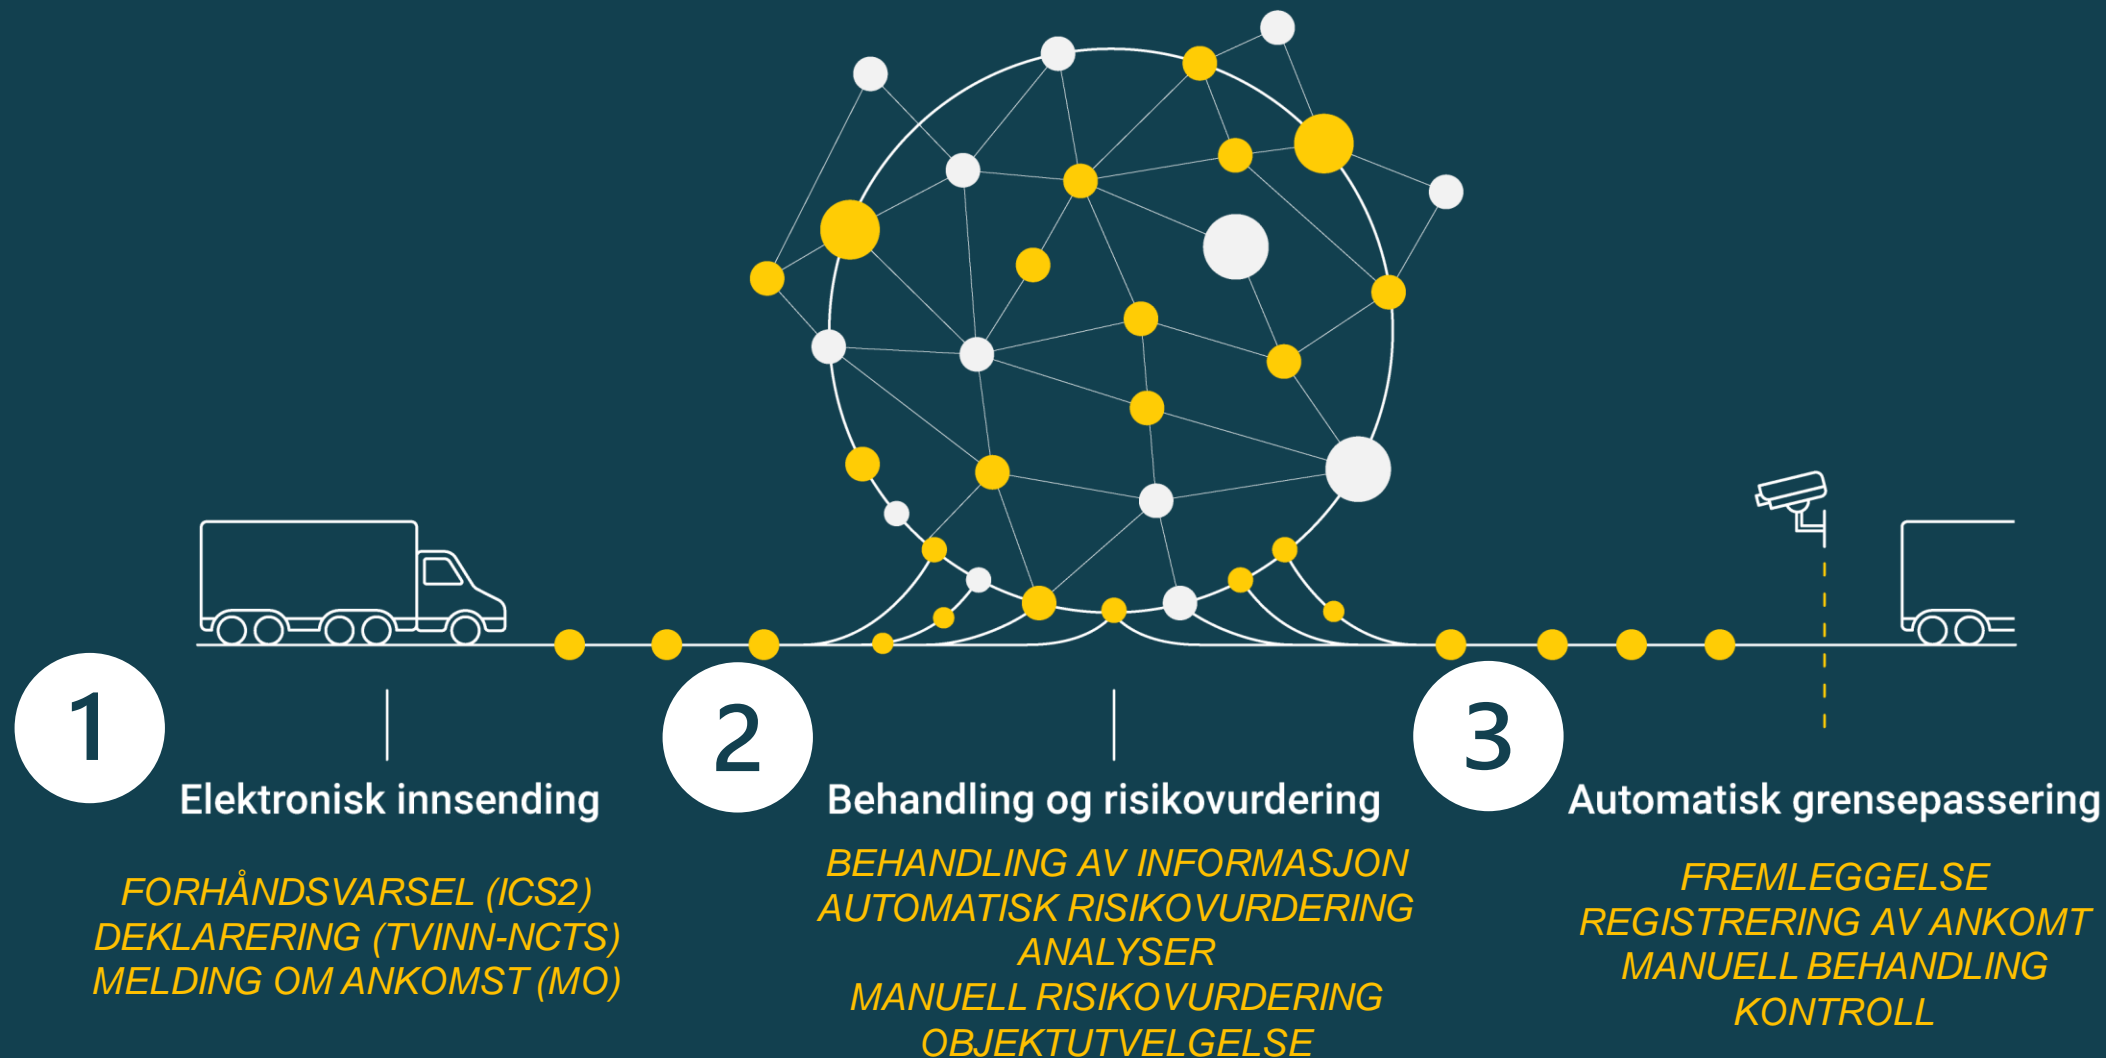 1
Elektronisk innsending
FORHÅNDSVARSEL (ICS2)
DEKLARERING (TVINN-NCTS)
MELDING OM ANKOMST (MO)
2
Behandling og risikovurdering
BEHANDLING AV INFORMASJON
AUTOMATISK RISIKOVURDERING
ANALYSER
MANUELL RISIKOVURDERING
OBJEKTUTVELGELSE
3
Automatisk grensepassering
FREMLEGGELSE
REGISTRERING AV ANKOMT
MANUELL BEHANDLING
KONTROLL